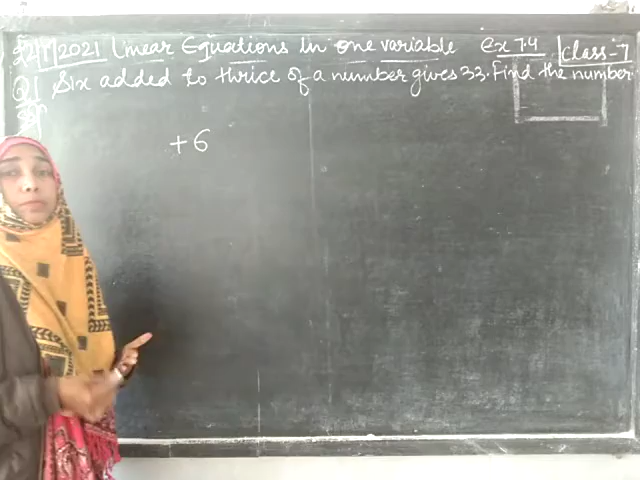 2021 Linear Equations in one variable Ex 7.4 Class-7
Q1 Six added to thrice of a number gives 33. Find the number
+6